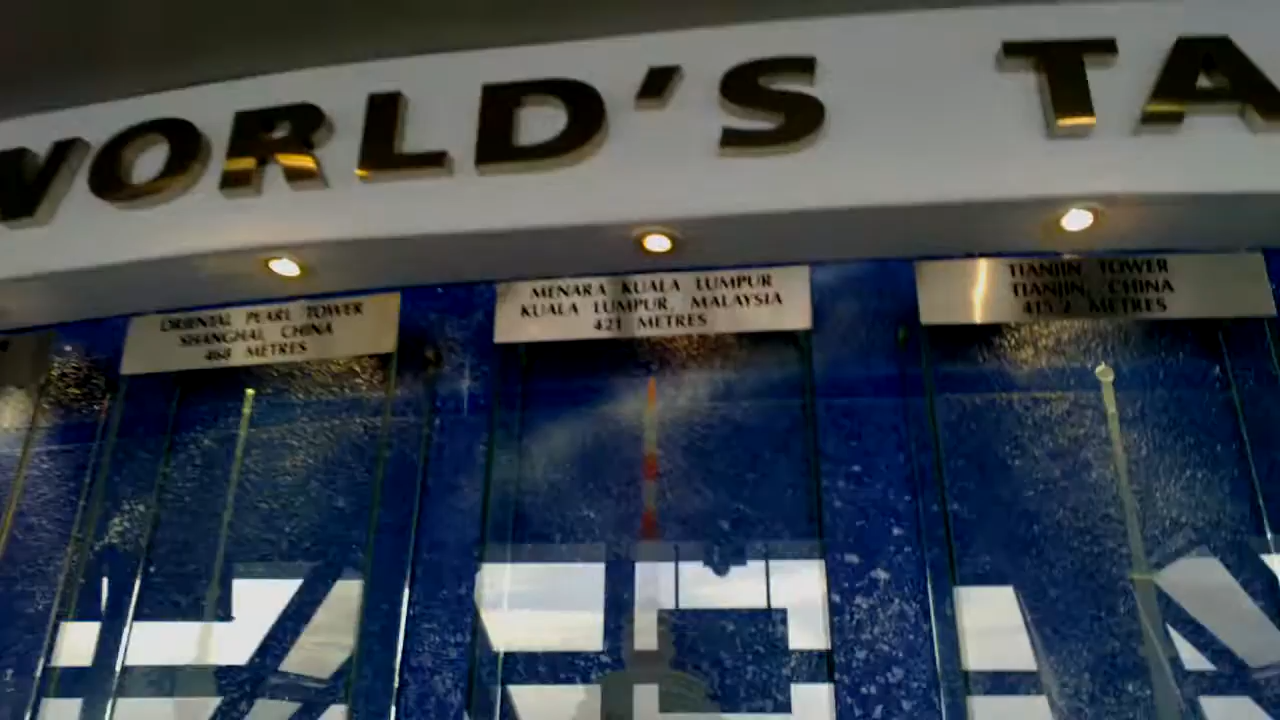 WORLD'S TA
ORIENTAL PEARL TOWER
SHANGHAI, CHINA
468 METRES
MENARA KUALA LUMPUR
KUALA LUMPUR, MALAYSIA
421 METRES
TIANJIN TOWER
TIANJIN, CHINA
415.2 METRES